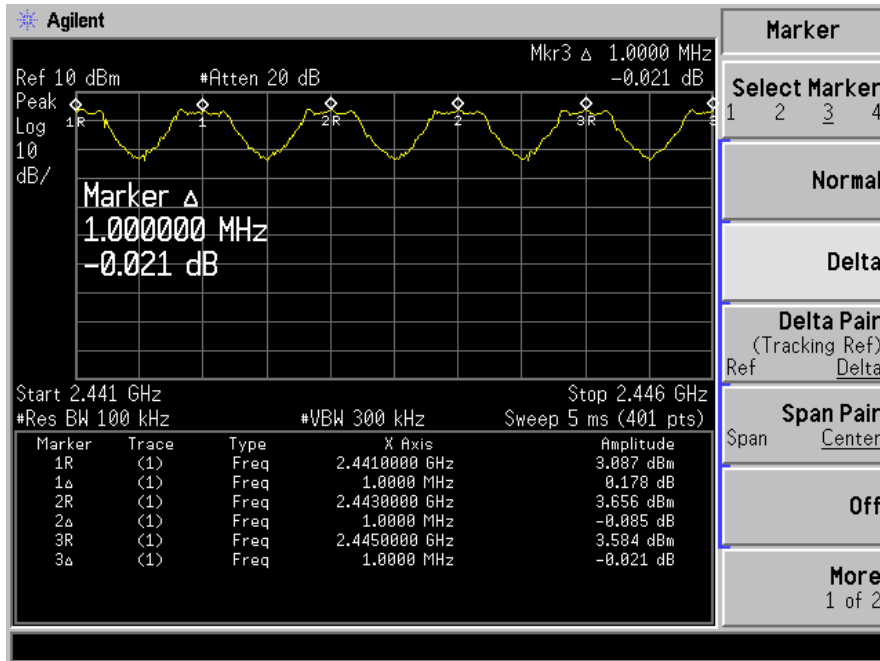 Agilent
Marker
Mkr3 Δ 1.0000 MHz
Ref 10 dBm #Atten 20 dB -0.021 dB
Peak
Log
10
dB/
1R 1 2R 2 3R 3
Marker Δ
1.000000 MHz
-0.021 dB
Start 2.441 GHz Stop 2.446 GHz
#Res BW 100 kHz #VBW 300 kHz Sweep 5 ms (401 pts)
Marker Trace Type X Axis Amplitude
1R (1) Freq 2.4410000 GHz 3.087 dBm
1Δ (1) Freq 1.0000 MHz 0.178 dB
2R (1) Freq 2.4430000 GHz 3.656 dBm
2Δ (1) Freq 1.0000 MHz -0.085 dB
3R (1) Freq 2.4450000 GHz 3.584 dBm
3Δ (1) Freq 1.0000 MHz -0.021 dB
Select Marker
1 2 3 4
Normal
Delta
Delta Pair
(Tracking Ref)
Ref Delta
Span Pair
Span Center
Off
More
1 of 2